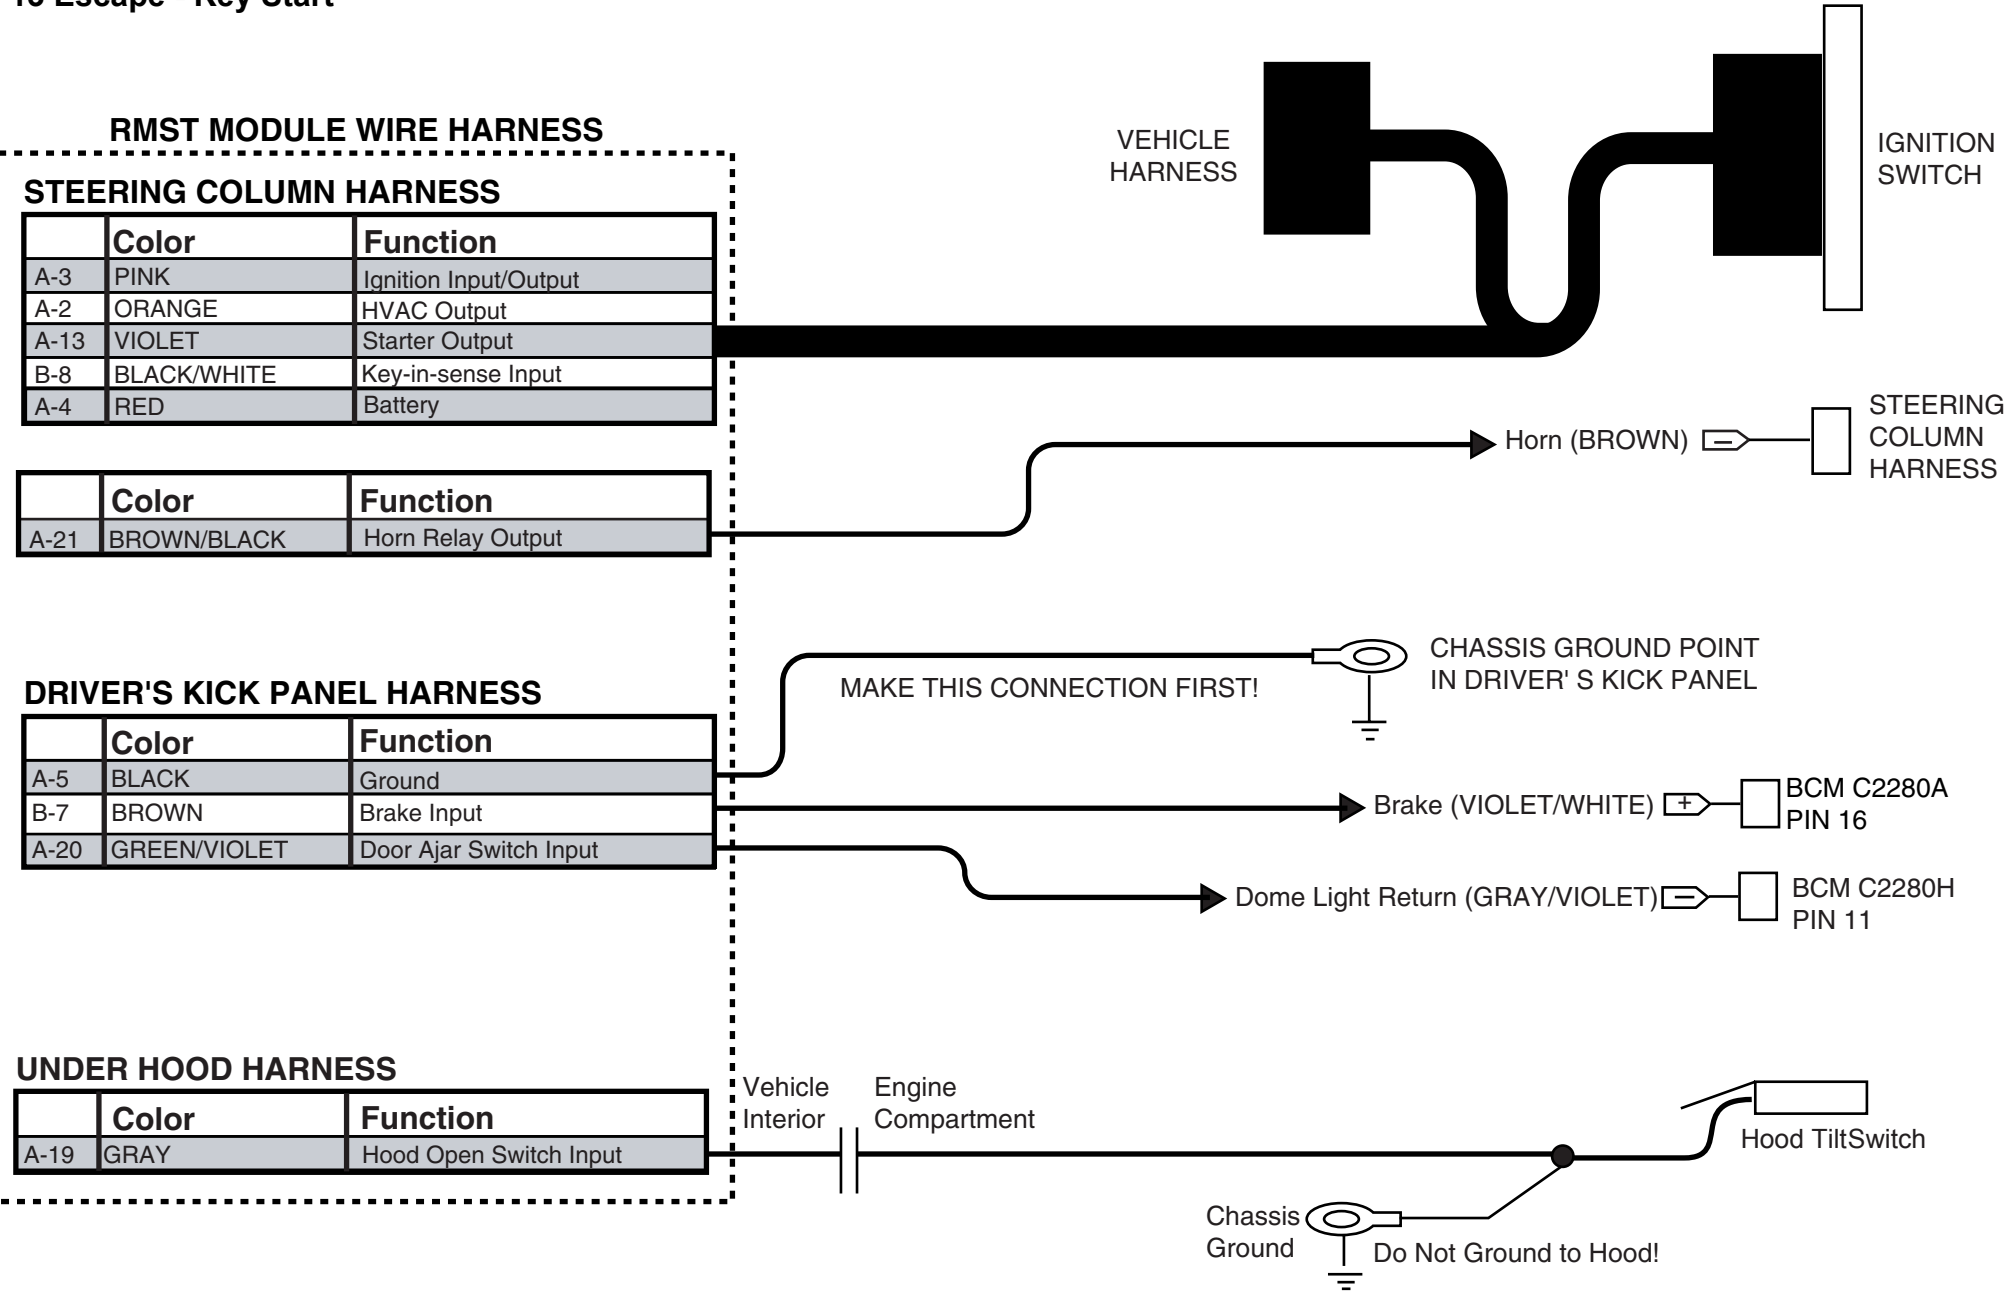 16 Escape - Key Start
RMST MODULE WIRE HARNESS
STEERING COLUMN HARNESS
Color Function
A-3 PINK Ignition Input/Output
A-2 ORANGE HVAC Output
A-13 VIOLET Starter Output
B-8 BLACK/WHITE Key-in-sense Input
A-4 RED Battery
VEHICLE
HARNESS
IGNITION
SWITCH
Color Function
A-21 BROWN/BLACK Horn Relay Output
Horn (BROWN) −
STEERING
COLUMN
HARNESS
DRIVER'S KICK PANEL HARNESS
Color Function
A-5 BLACK Ground
B-7 BROWN Brake Input
A-20 GREEN/VIOLET Door Ajar Switch Input
MAKE THIS CONNECTION FIRST!
CHASSIS GROUND POINT
IN DRIVER' S KICK PANEL
Brake (VIOLET/WHITE) +
BCM C2280A
PIN 16
Dome Light Return (GRAY/VIOLET) −
BCM C2280H
PIN 11
UNDER HOOD HARNESS
Color Function
A-19 GRAY Hood Open Switch Input
Vehicle
Interior
Engine
Compartment
Hood TiltSwitch
Chassis
Ground
Do Not Ground to Hood!